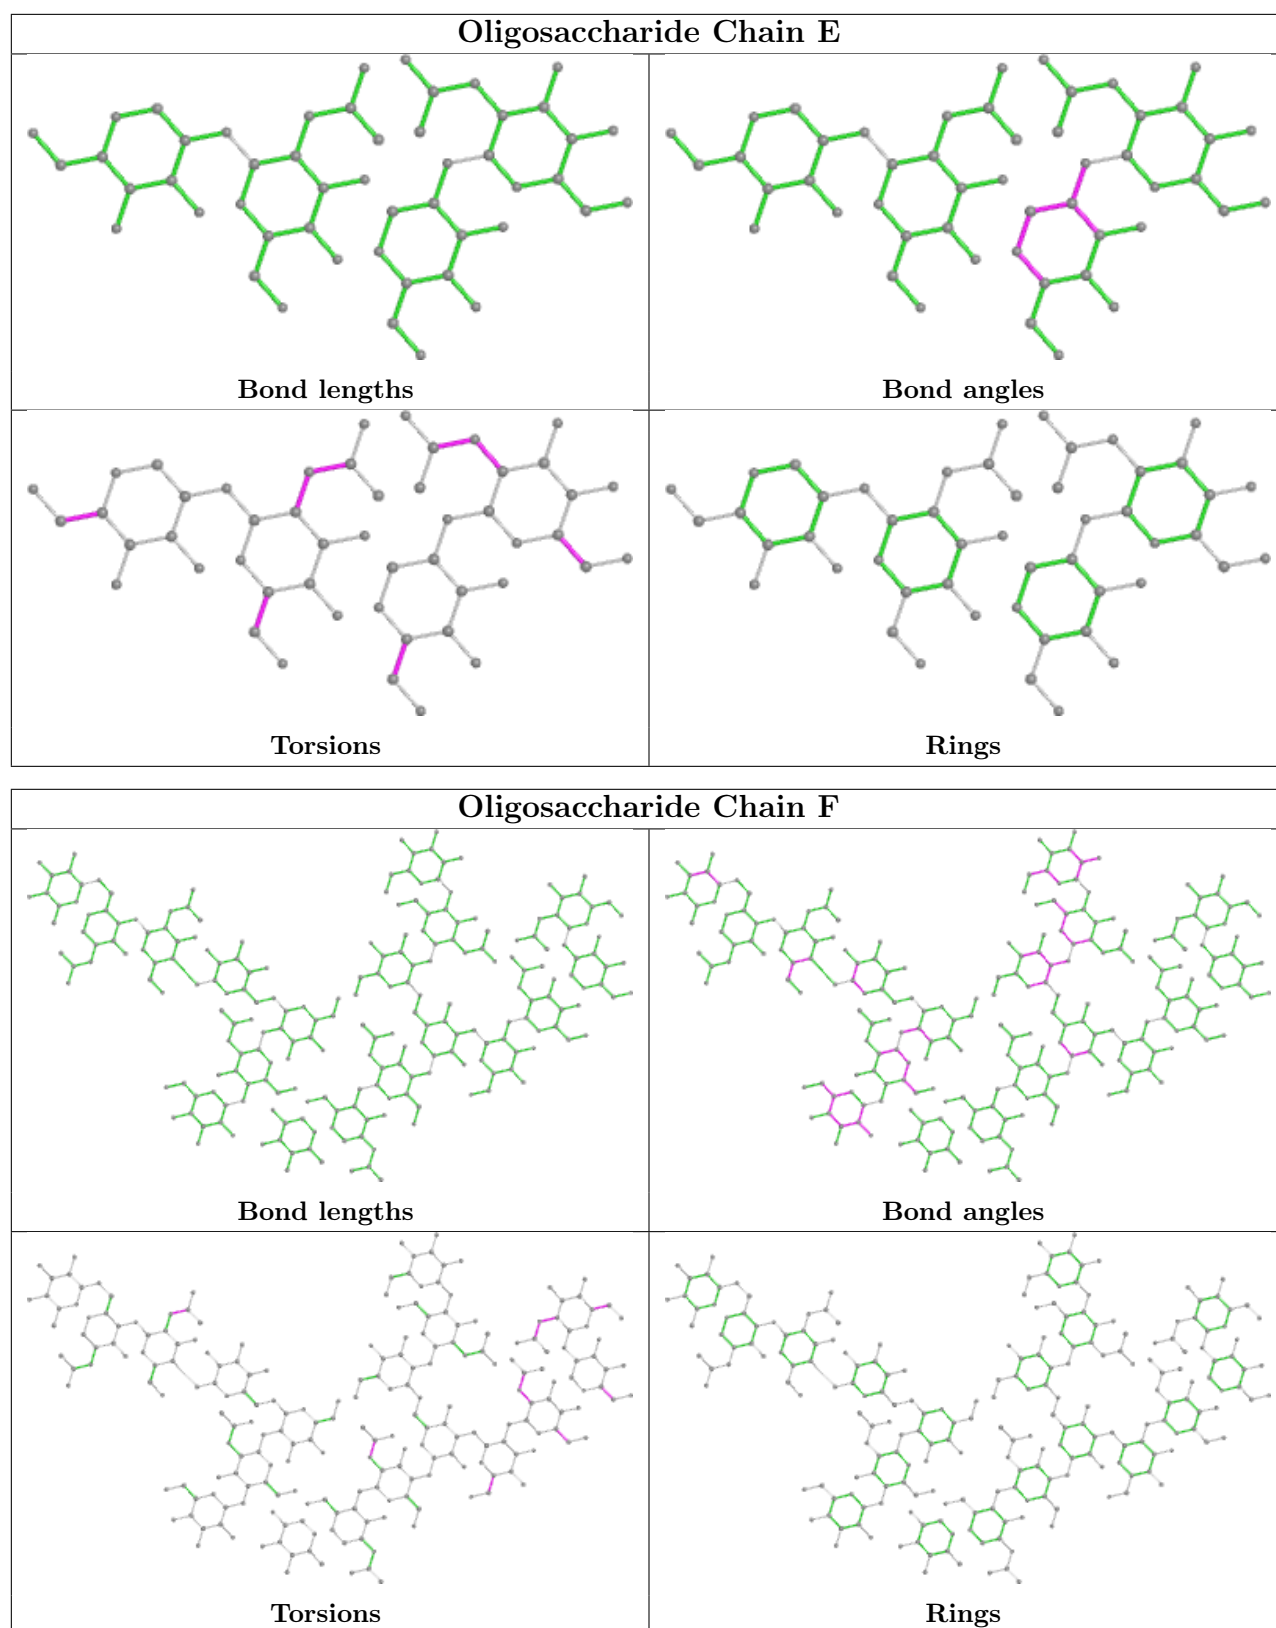 Oligosaccharide Chain E
Bond lengths
Bond angles
Torsions
Rings
Oligosaccharide Chain F
Bond lengths
Bond angles
Torsions
Rings